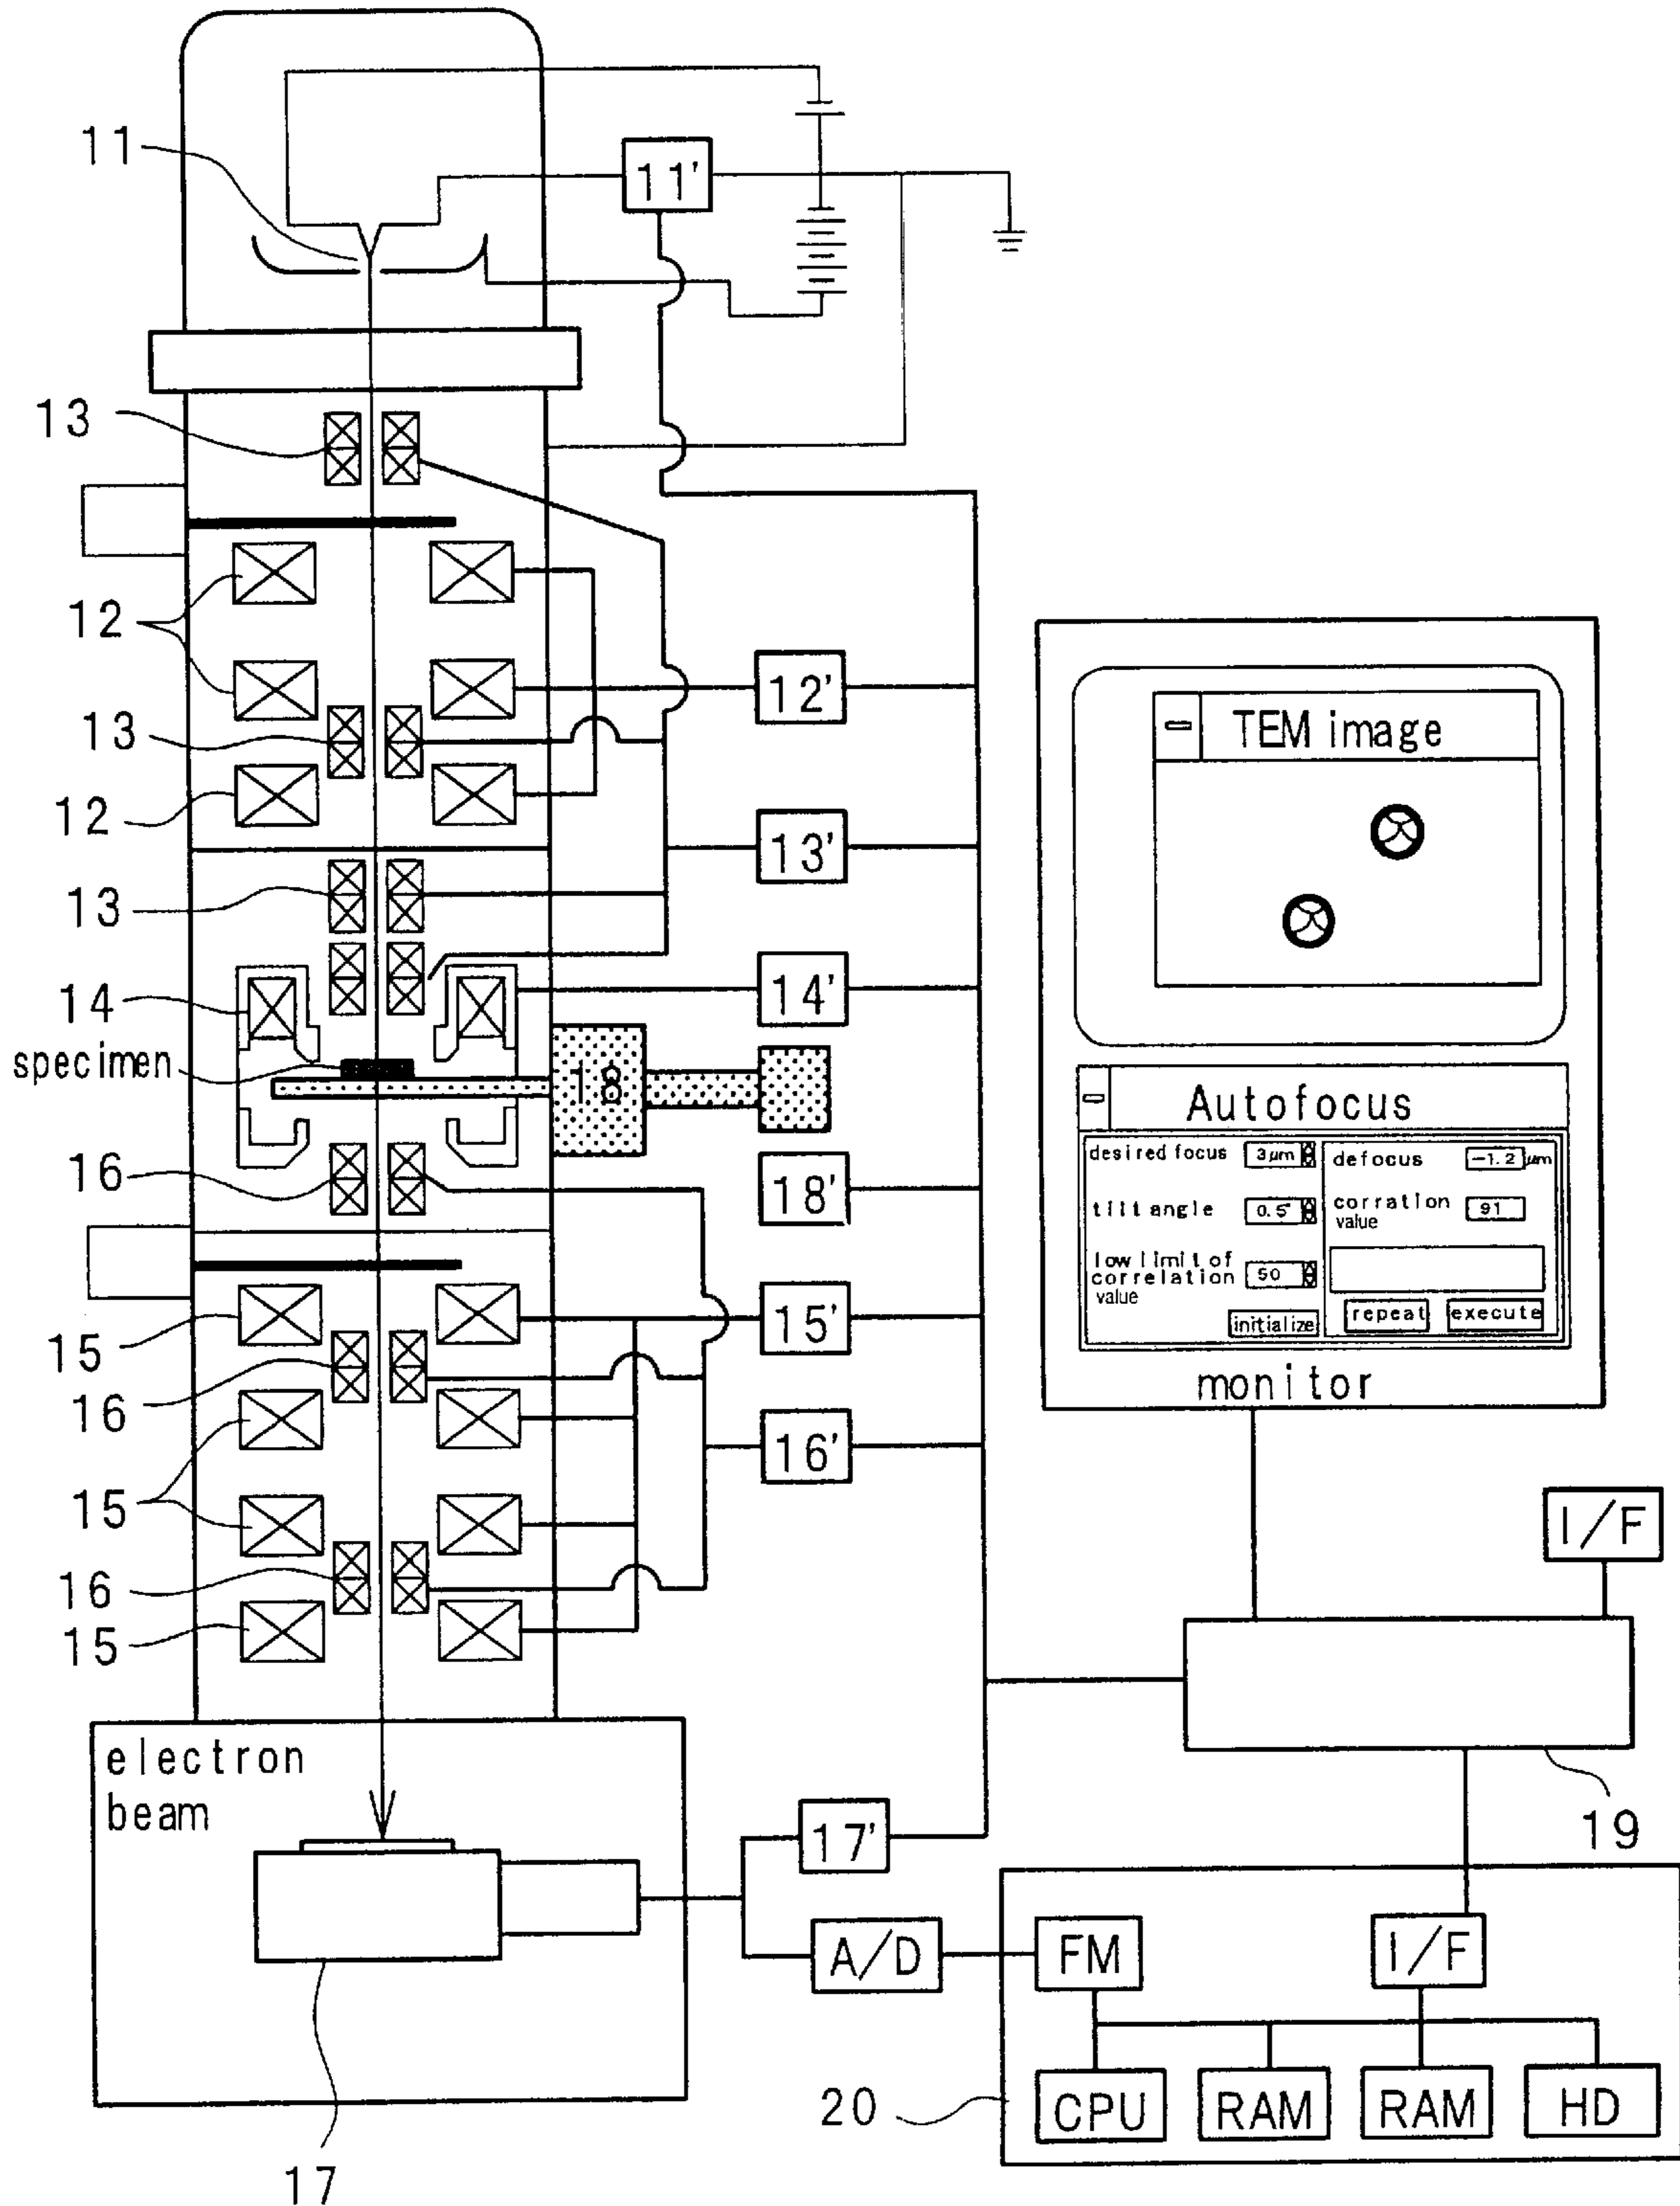 11
11'
13
12
12'
TEM image
13
12
13'
13
14
14'
specimen
18
Autofocus
desired focus 3μm
defocus -1.2 μm
16
18'
tilt angle 0.5°
corration
value
91
low limit of
correlation
value
50
initialize
repeat
execute
15
15'
monitor
16
16'
15
I/F
16
15
electron
beam
17'
19
A/D
FM
I/F
20
CPU
RAM
RAM
HD
17